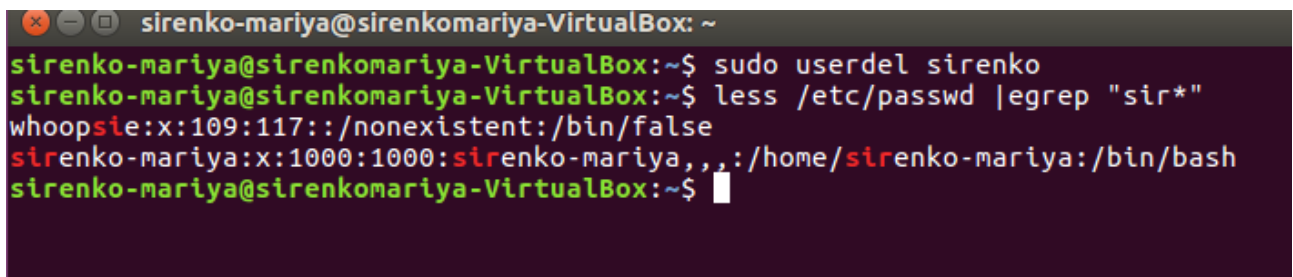 sirenko-mariya@sirenkomariya-VirtualBox: ~
sirenko-mariya@sirenkomariya-VirtualBox:~$ sudo userdel sirenko
sirenko-mariya@sirenkomariya-VirtualBox:~$ less /etc/passwd |egrep "sir*"
whoopsie:x:109:117::/nonexistent:/bin/false
sirenko-mariya:x:1000:1000:sirenko-mariya,,,:/home/sirenko-mariya:/bin/bash
sirenko-mariya@sirenkomariya-VirtualBox:~$